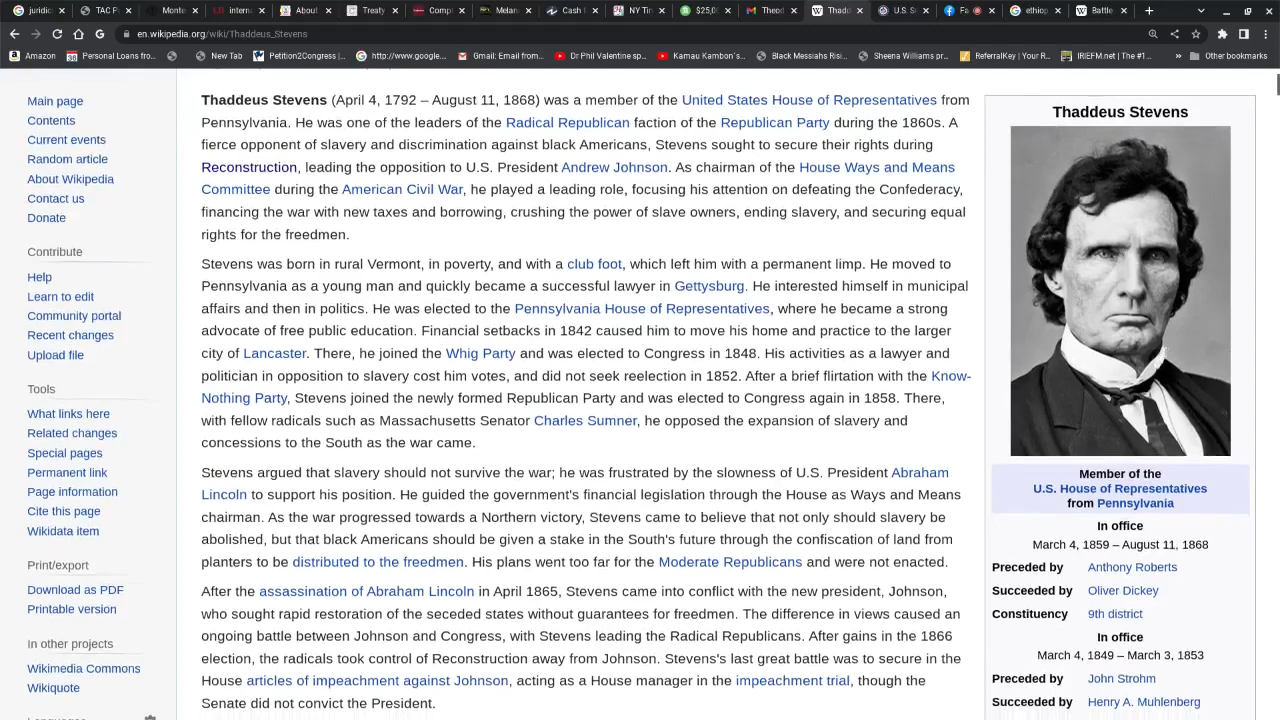 juridic
TAC P
Monte
intern
About
Treaty
Comp
Melan
Cash I
NY Tin
$25,0
Theod
Thadd
U.S. S
Fa
ethiop
Battle
en.wikipedia.org/wiki/Thaddeus_Stevens
Amazon
Personal Loans fro...
New Tab
Petition2Congress |...
http://www.google...
Gmail: Email from...
Dr Phil Valentine sp...
Kamau Kambon's...
Black Messiahs Risi...
Sheena Williams pr...
ReferralKey | Your R...
IRIEFM.net | The #1...
Other bookmarks
Main page
Contents
Current events
Random article
About Wikipedia
Contact us
Donate
Contribute
Help
Learn to edit
Community portal
Recent changes
Upload file
Tools
What links here
Related changes
Special pages
Permanent link
Page information
Cite this page
Wikidata item
Print/export
Download as PDF
Printable version
In other projects
Wikimedia Commons
Wikiquote
Languages
Thaddeus Stevens (April 4, 1792 – August 11, 1868) was a member of the United States House of Representatives from
Pennsylvania. He was one of the leaders of the Radical Republican faction of the Republican Party during the 1860s. A
fierce opponent of slavery and discrimination against black Americans, Stevens sought to secure their rights during
Reconstruction, leading the opposition to U.S. President Andrew Johnson. As chairman of the House Ways and Means
Committee during the American Civil War, he played a leading role, focusing his attention on defeating the Confederacy,
financing the war with new taxes and borrowing, crushing the power of slave owners, ending slavery, and securing equal
rights for the freedmen.
Stevens was born in rural Vermont, in poverty, and with a club foot, which left him with a permanent limp. He moved to
Pennsylvania as a young man and quickly became a successful lawyer in Gettysburg. He interested himself in municipal
affairs and then in politics. He was elected to the Pennsylvania House of Representatives, where he became a strong
advocate of free public education. Financial setbacks in 1842 caused him to move his home and practice to the larger
city of Lancaster. There, he joined the Whig Party and was elected to Congress in 1848. His activities as a lawyer and
politician in opposition to slavery cost him votes, and did not seek reelection in 1852. After a brief flirtation with the Know-
Nothing Party, Stevens joined the newly formed Republican Party and was elected to Congress again in 1858. There,
with fellow radicals such as Massachusetts Senator Charles Sumner, he opposed the expansion of slavery and
concessions to the South as the war came.
Stevens argued that slavery should not survive the war; he was frustrated by the slowness of U.S. President Abraham
Lincoln to support his position. He guided the government's financial legislation through the House as Ways and Means
chairman. As the war progressed towards a Northern victory, Stevens came to believe that not only should slavery be
abolished, but that black Americans should be given a stake in the South's future through the confiscation of land from
planters to be distributed to the freedmen. His plans went too far for the Moderate Republicans and were not enacted.
After the assassination of Abraham Lincoln in April 1865, Stevens came into conflict with the new president, Johnson,
who sought rapid restoration of the seceded states without guarantees for freedmen. The difference in views caused an
ongoing battle between Johnson and Congress, with Stevens leading the Radical Republicans. After gains in the 1866
election, the radicals took control of Reconstruction away from Johnson. Stevens's last great battle was to secure in the
House articles of impeachment against Johnson, acting as a House manager in the impeachment trial, though the
Senate did not convict the President.
Thaddeus Stevens
Member of the
U.S. House of Representatives
from Pennsylvania
In office
March 4, 1859 – August 11, 1868
Preceded by Anthony Roberts
Succeeded by Oliver Dickey
Constituency 9th district
In office
March 4, 1849 – March 3, 1853
Preceded by John Strohm
Succeeded by Henry A. Muhlenberg